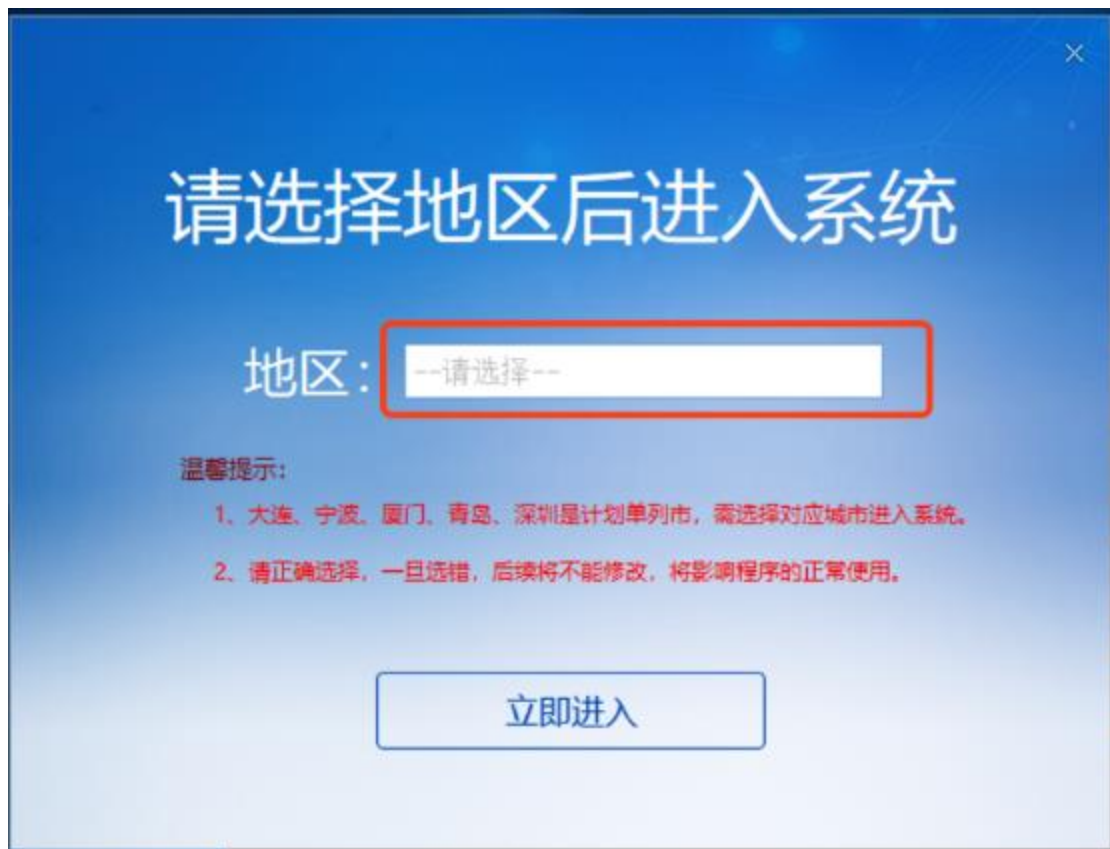 请选择地区后进入系统
地区：--请选择--
温馨提示：
1、大连、宁波、厦门、青岛、深圳是计划单列市，需选择对应城市进入系统。
2、请正确选择，一旦选错，后续将不能修改，将影响程序的正常使用。
立即进入